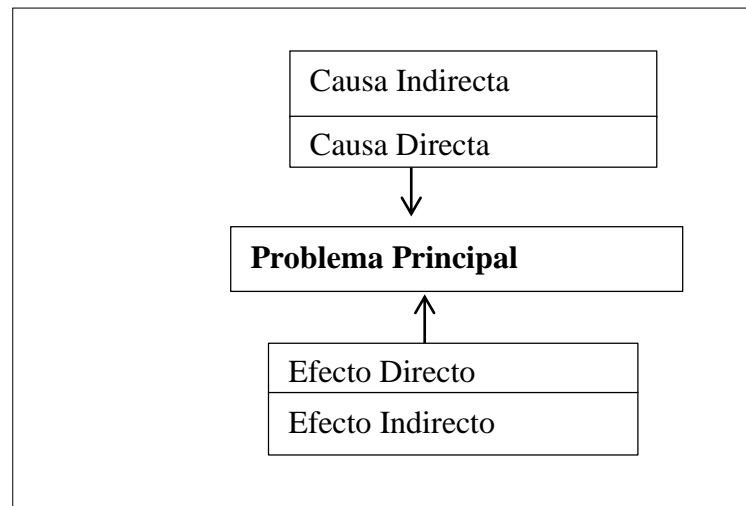 Causa Indirecta
Causa Directa
Problema Principal
Efecto Directo
Efecto Indirecto